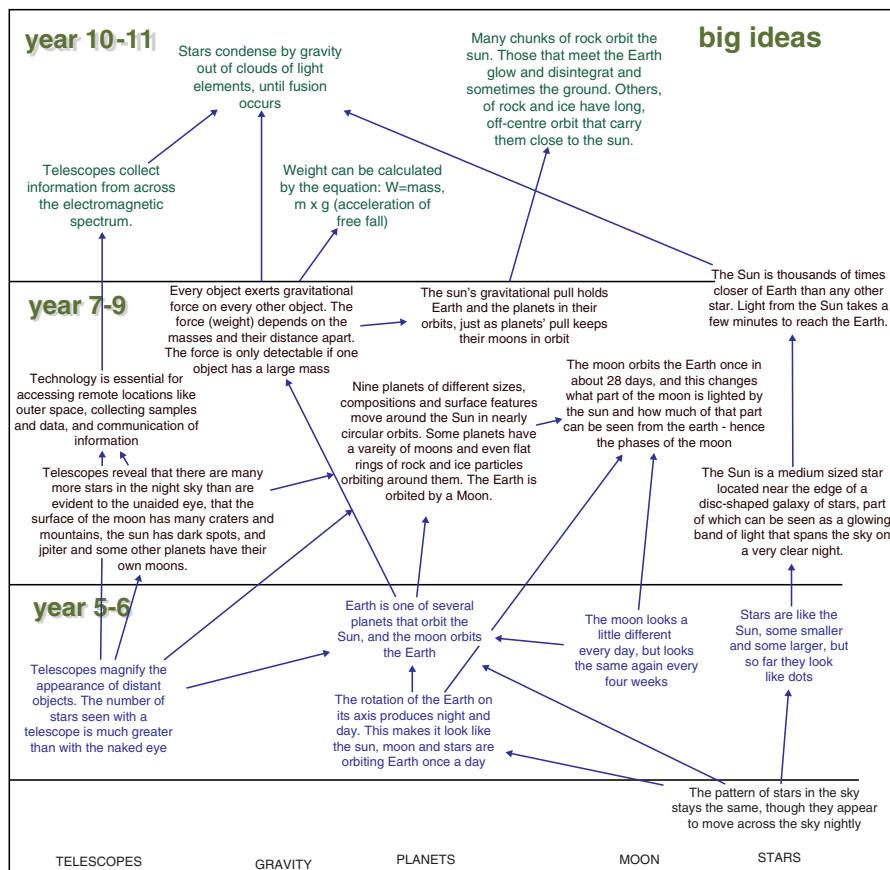 year 10-11
big ideas
Stars condense by gravity
out of clouds of light
elements, until fusion
occurs
Many chunks of rock orbit the
sun. Those that meet the Earth
glow and disintegrat and
sometimes the ground. Others,
of rock and ice have long,
off-centre orbit that carry
them close to the sun.
Telescopes collect
information from across
the electromagnetic
spectrum.
Weight can be calculated
by the equation: W=mass,
m x g (acceleration of
free fall)
year 7-9
Every object exerts gravitational
force on every other object. The
force (weight) depends on the
masses and their distance apart.
The force is only detectable if one
object has a large mass
The sun's gravitational pull holds
Earth and the planets in their
orbits, just as planets' pull keeps
their moons in orbit
The Sun is thousands of times
closer of Earth than any other
star. Light from the Sun takes a
few minutes to reach the Earth.
Technology is essential for
accessing remote locations like
outer space, collecting samples
and data, and communication of
information
Nine planets of different sizes,
compositions and surface features
move around the Sun in nearly
circular orbits. Some planets have
a vareity of moons and even flat
rings of rock and ice particles
orbiting around them. The Earth is
orbited by a Moon.
The moon orbits the Earth once in
about 28 days, and this changes
what part of the moon is lighted by
the sun and how much of that part
can be seen from the earth - hence
the phases of the moon
Telescopes reveal that there are many
more stars in the night sky than are
evident to the unaided eye, that the
surface of the moon has many craters and
mountains, the sun has dark spots, and
jpiter and some other planets have their
own moons.
The Sun is a medium sized star
located near the edge of a
disc-shaped galaxy of stars, part
of which can be seen as a glowing
band of light that spans the sky on
a very clear night.
year 5-6
Earth is one of several
planets that orbit the
Sun, and the moon orbits
the Earth
The moon looks a
little different
every day, but looks
the same again every
four weeks
Stars are like the
Sun, some smaller
and some larger, but
so far they look
like dots
Telescopes magnify the
appearance of distant
objects. The number of
stars seen with a
telescope is much greater
than with the naked eye
The rotation of the Earth on
its axis produces night and
day. This makes it look like
the sun, moon and stars are
orbiting Earth once a day
The pattern of stars in the sky
stays the same, though they appear
to move across the sky nightly
TELESCOPES
GRAVITY
PLANETS
MOON
STARS